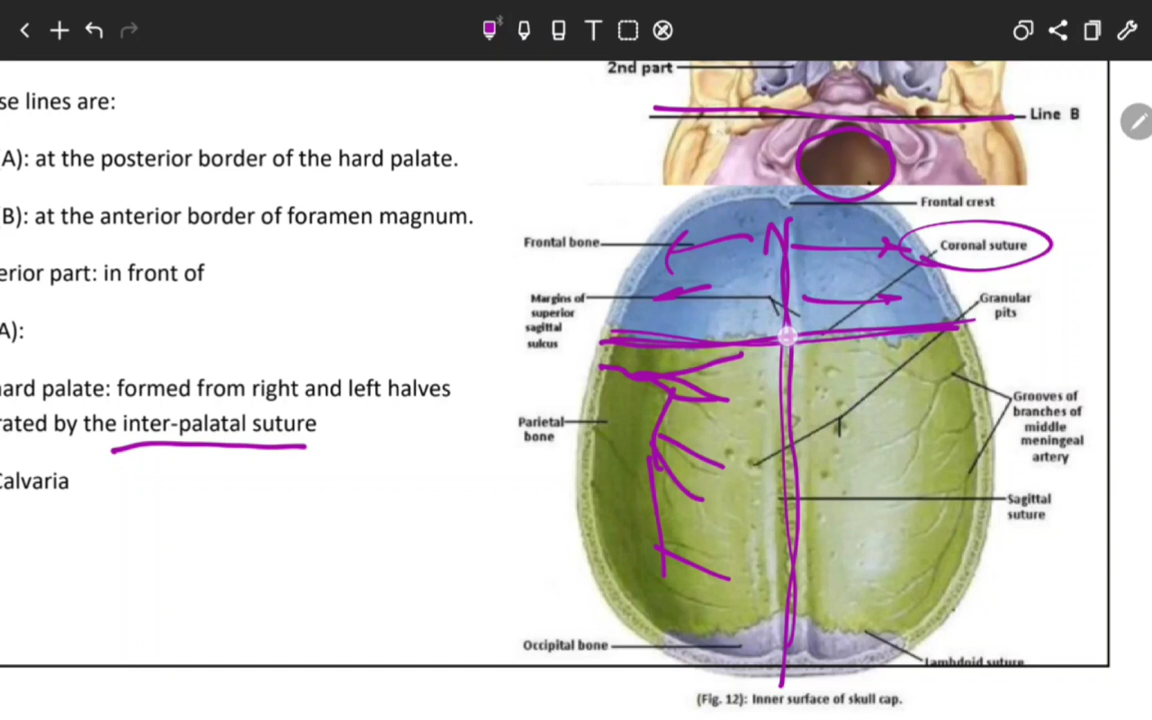 T
2nd part
se lines are:
Line B
A): at the posterior border of the hard palate.
Frontal crest
B): at the anterior border of foramen magnum.
Frontal bone
Coronal suture
erior part: in front of
Margins of
superior
sagittal
sulcus
Granular
pits
A):
ard palate: formed from right and left halves
rated by the inter-palatal suture
Grooves of
branches of
middle
meningeal
artery
Parietal
bone
Calvaria
Sagittal
suture
Occipital bone
Lambdoid suture
(Fig. 12): Inner surface of skull cap.